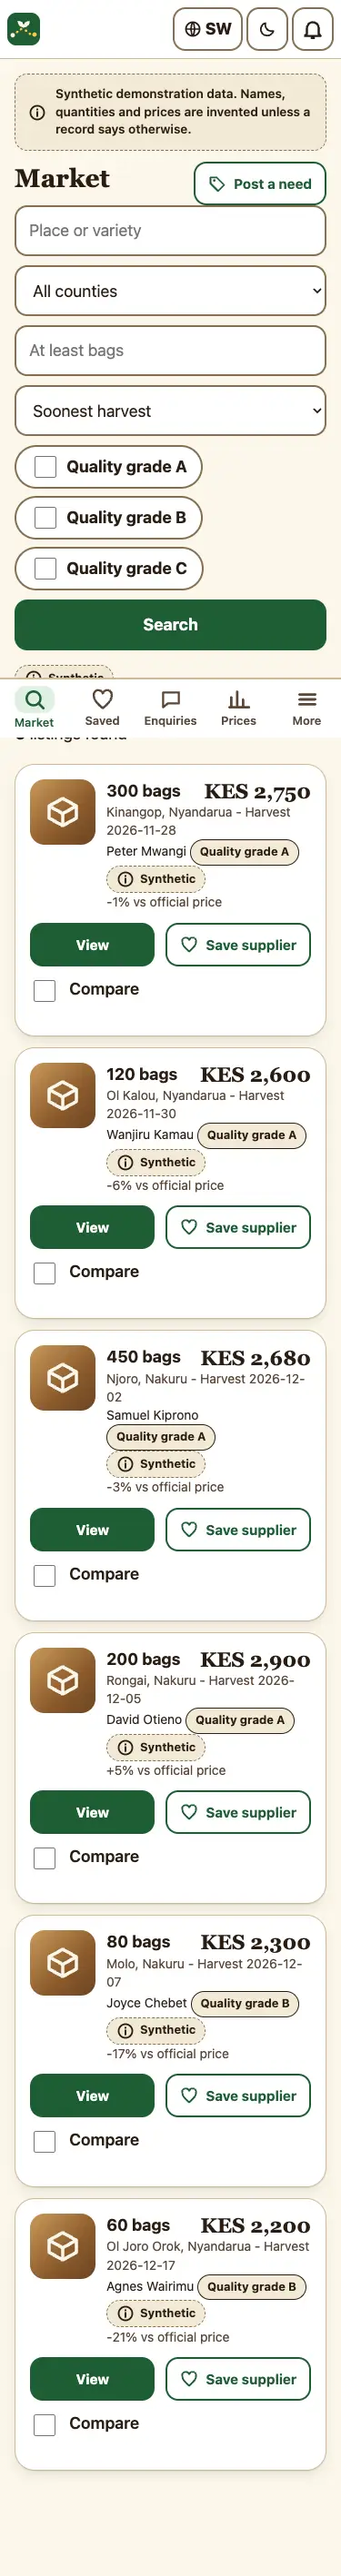 SW
Synthetic demonstration data. Names,
quantities and prices are invented unless a
record says otherwise.
Market
Post a need
Place or variety
All counties
At least bags
Soonest harvest
Quality grade A
Quality grade B
Quality grade C
Search
Synthetic
Market
Saved
Enquiries
Prices
More
listings found
300 bags
KES 2,750
Kinangop, Nyandarua - Harvest
2026-11-28
Peter Mwangi
Quality grade A
Synthetic
-1% vs official price
View
Save supplier
Compare
120 bags
KES 2,600
Ol Kalou, Nyandarua - Harvest
2026-11-30
Wanjiru Kamau
Quality grade A
Synthetic
-6% vs official price
View
Save supplier
Compare
450 bags
KES 2,680
Njoro, Nakuru - Harvest 2026-12-
02
Samuel Kiprono
Quality grade A
Synthetic
-3% vs official price
View
Save supplier
Compare
200 bags
KES 2,900
Rongai, Nakuru - Harvest 2026-
12-05
David Otieno
Quality grade A
Synthetic
+5% vs official price
View
Save supplier
Compare
80 bags
KES 2,300
Molo, Nakuru - Harvest 2026-12-
07
Joyce Chebet
Quality grade B
Synthetic
-17% vs official price
View
Save supplier
Compare
60 bags
KES 2,200
Ol Joro Orok, Nyandarua - Harvest
2026-12-17
Agnes Wairimu
Quality grade B
Synthetic
-21% vs official price
View
Save supplier
Compare